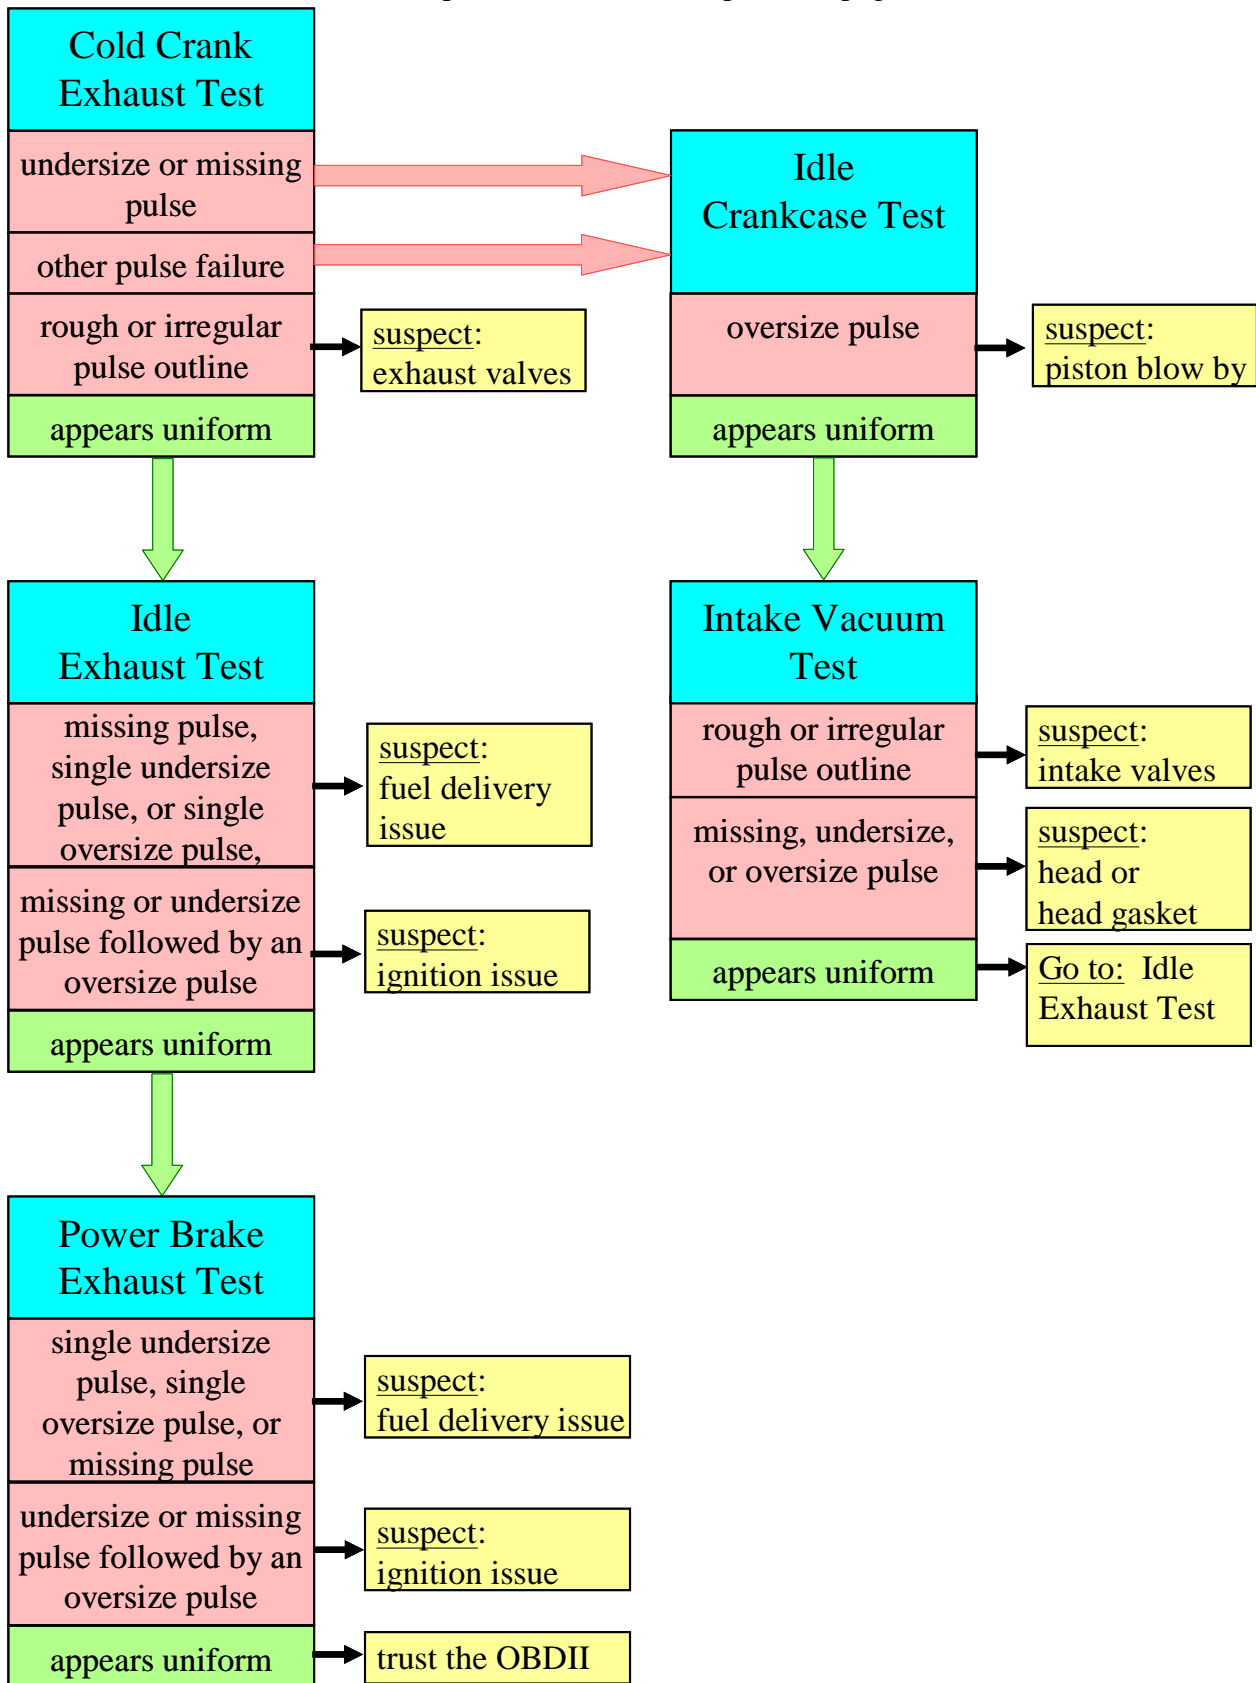 Cold Crank
Exhaust Test
undersize or missing
pulse
other pulse failure
rough or irregular
pulse outline
suspect:
exhaust valves
appears uniform
Idle
Crankcase Test
oversize pulse
suspect:
piston blow by
appears uniform
Idle
Exhaust Test
missing pulse,
single undersize
pulse, or single
oversize pulse,
suspect:
fuel delivery
issue
missing or undersize
pulse followed by an
oversize pulse
suspect:
ignition issue
appears uniform
Intake Vacuum
Test
rough or irregular
pulse outline
suspect:
intake valves
missing, undersize,
or oversize pulse
suspect:
head or
head gasket
appears uniform
Go to: Idle
Exhaust Test
Power Brake
Exhaust Test
single undersize
pulse, single
oversize pulse, or
missing pulse
suspect:
fuel delivery issue
undersize or missing
pulse followed by an
oversize pulse
suspect:
ignition issue
appears uniform
trust the OBDII